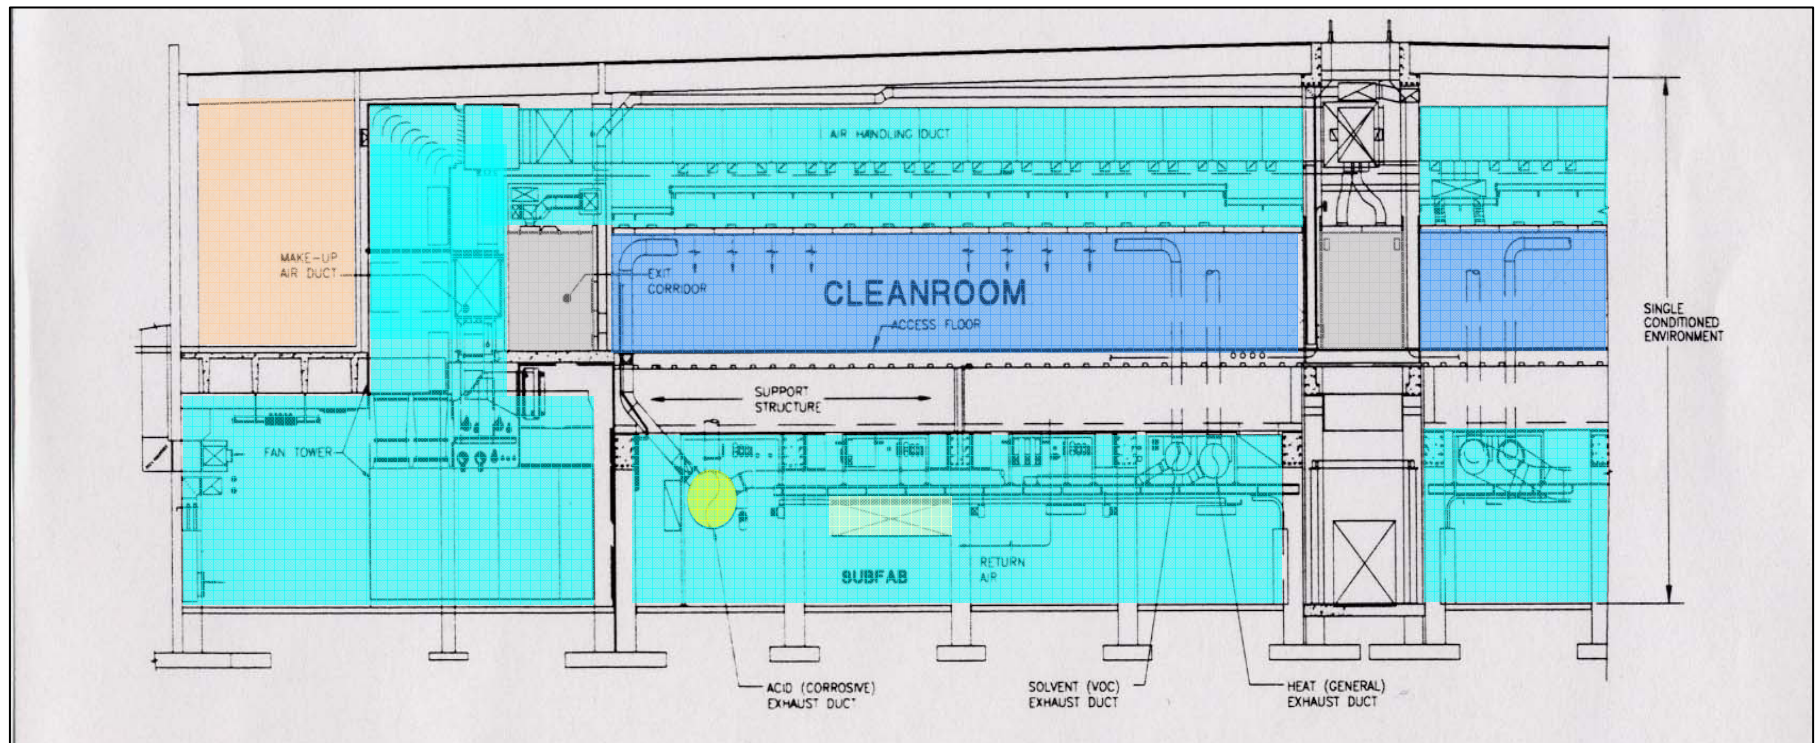 AIR HANDLING DUCT
MAKE-UP
AIR DUCT
EXIT
CORRIDOR
CLEANROOM
ACCESS FLOOR
SINGLE
CONDITIONED
ENVIRONMENT
SUPPORT
STRUCTURE
FAN TOWER
RETURN
AIR
SUBFAB
ACID (CORROSIVE)
EXHAUST DUCT
SOLVENT (VOC)
EXHAUST DUCT
HEAT (GENERAL)
EXHAUST DUCT